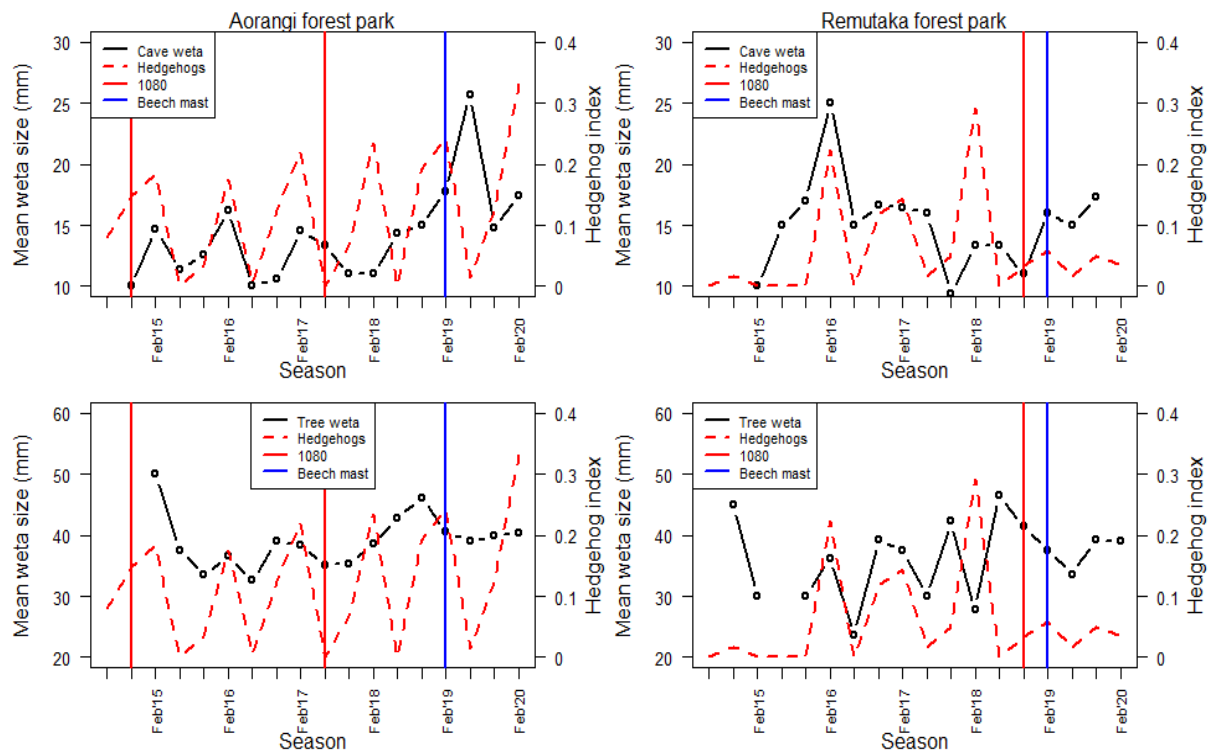 Aorangi forest park
Mean weta size (mm)
30
25
20
15
10
Cave weta
Hedgehogs
1080
Beech mast
0.4
0.3
0.2
0.1
0
Hedgehog index
Feb'15
Feb'16
Feb'17
Feb'18
Feb'19
Feb'20
Season
Remutaka forest park
Mean weta size (mm)
30
25
20
15
10
Cave weta
Hedgehogs
1080
Beech mast
0.4
0.3
0.2
0.1
0
Hedgehog index
Feb'15
Feb'16
Feb'17
Feb'18
Feb'19
Feb'20
Season
Mean weta size (mm)
60
50
40
30
20
Tree weta
Hedgehogs
1080
Beech mast
0.4
0.3
0.2
0.1
0
Hedgehog index
Feb'15
Feb'16
Feb'17
Feb'18
Feb'19
Feb'20
Season
Mean weta size (mm)
60
50
40
30
20
Tree weta
Hedgehogs
1080
Beech mast
0.4
0.3
0.2
0.1
0
Hedgehog index
Feb'15
Feb'16
Feb'17
Feb'18
Feb'19
Feb'20
Season